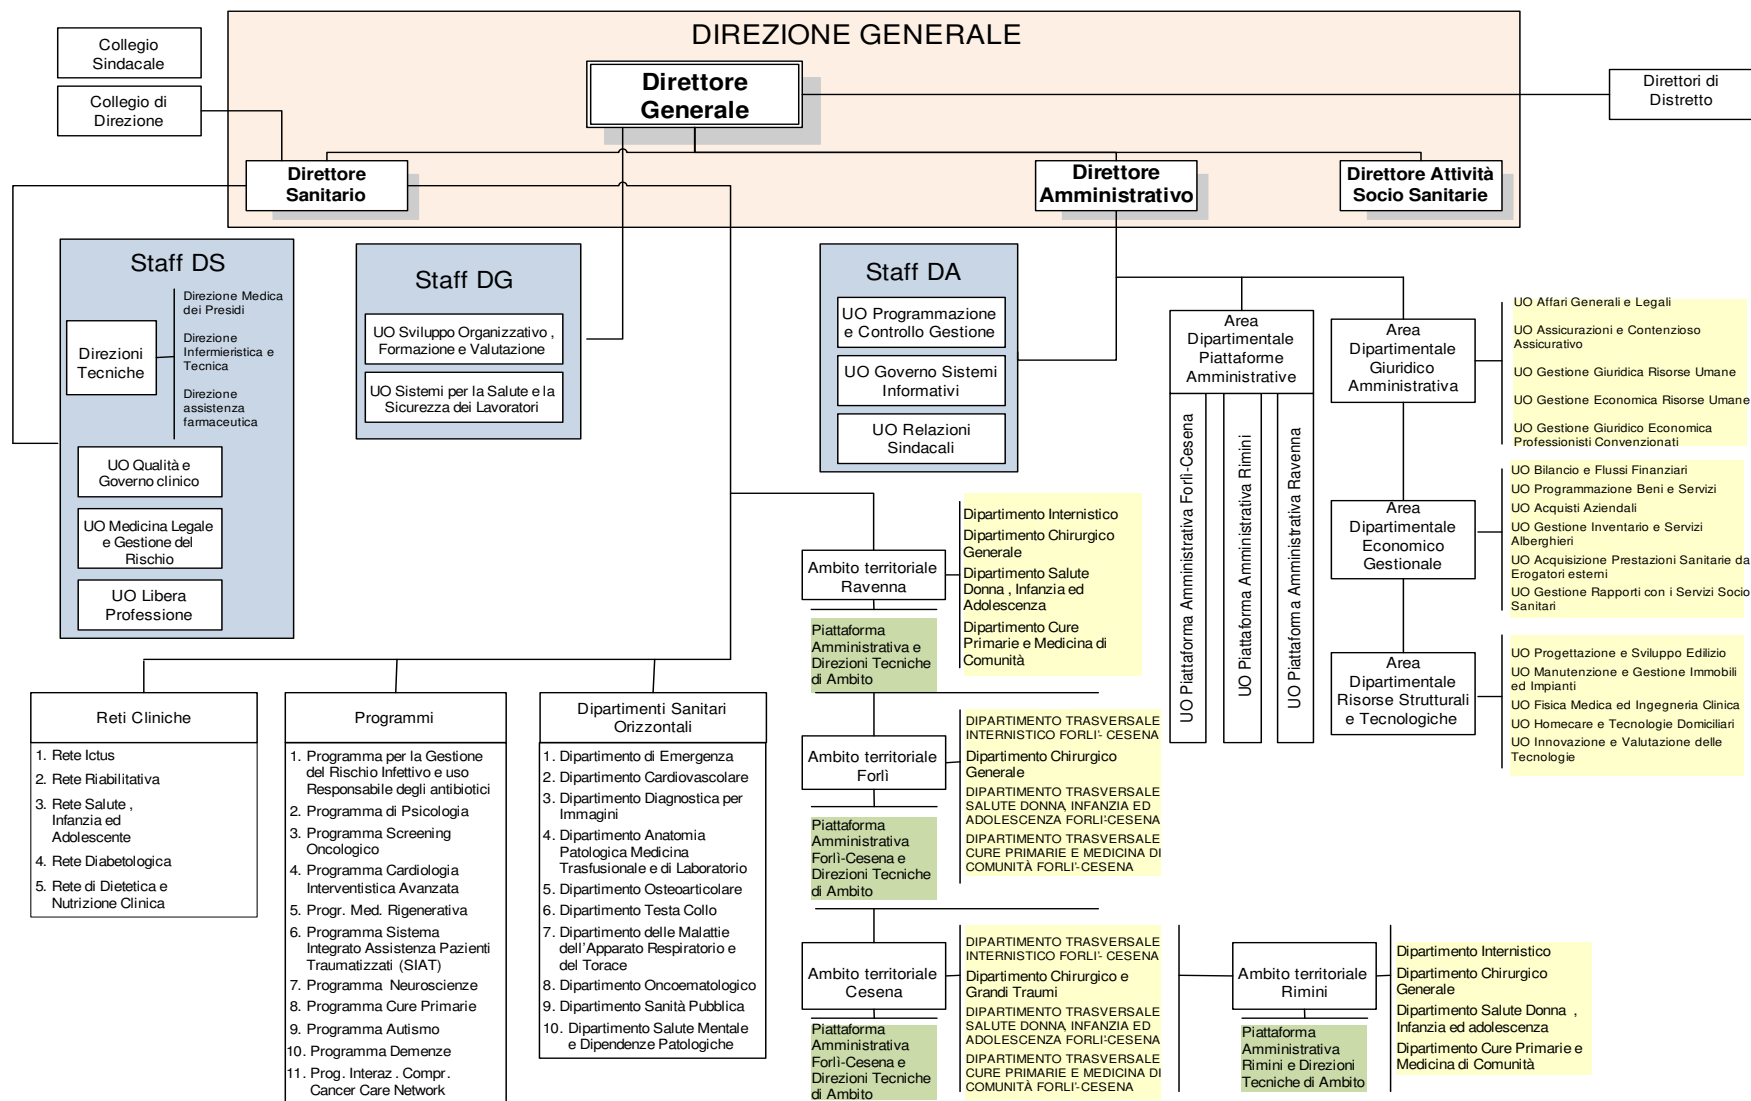 DIREZIONE GENERALE
Collegio
Sindacale
Collegio di
Direzione
Direttore
Generale
Direttori di
Distretto
Direttore
Sanitario
Direttore
Amministrativo
Direttore Attività
Socio Sanitarie
Staff DS
Direzioni
Tecniche
Direzione Medica
dei Presidi
Direzione
Infermieristica e
Tecnica
Direzione
assistenza
farmaceutica
UO Qualità e
Governo clinico
UO Medicina Legale
e Gestione del
Rischio
UO Libera
Professione
Staff DG
UO Sviluppo Organizzativo ,
Formazione e Valutazione
UO Sistemi per la Salute e la
Sicurezza dei Lavoratori
Staff DA
UO Programmazione
e Controllo Gestione
UO Governo Sistemi
Informativi
UO Relazioni
Sindacali
Area
Dipartimentale
Piattaforme
Amministrative
UO Piattaforma Amministrativa Forlì-Cesena
UO Piattaforma Amministrativa Rimini
UO Piattaforma Amministrativa Ravenna
Area
Dipartimentale
Giuridico
Amministrativa
UO Affari Generali e Legali
UO Assicurazioni e Contenzioso
Assicurativo
UO Gestione Giuridica Risorse Umane
UO Gestione Economica Risorse Umane
UO Gestione Giuridico Economica
Professionisti Convenzionati
Area
Dipartimentale
Economico
Gestionale
UO Bilancio e Flussi Finanziari
UO Programmazione Beni e Servizi
UO Acquisti Aziendali
UO Gestione Inventario e Servizi
Alberghieri
UO Acquisizione Prestazioni Sanitarie da
Erogatori esterni
UO Gestione Rapporti con i Servizi Socio
Sanitari
Area
Dipartimentale
Risorse Strutturali
e Tecnologiche
UO Progettazione e Sviluppo Edilizio
UO Manutenzione e Gestione Immobili
ed Impianti
UO Fisica Medica ed Ingegneria Clinica
UO Homecare e Tecnologie Domiciliari
UO Innovazione e Valutazione delle
Tecnologie
Reti Cliniche
1. Rete Ictus
2. Rete Riabilitativa
3. Rete Salute ,
Infanzia ed
Adolescente
4. Rete Diabetologica
5. Rete di Dietetica e
Nutrizione Clinica
Programmi
1. Programma per la Gestione
del Rischio Infettivo e uso
Responsabile degli antibiotici
2. Programma di Psicologia
3. Programma Screening
Oncologico
4. Programma Cardiologia
Interventistica Avanzata
5. Progr. Med. Rigenerativa
6. Programma Sistema
Integrato Assistenza Pazienti
Traumatizzati (SIAT)
7. Programma Neuroscienze
8. Programma Cure Primarie
9. Programma Autismo
10. Programma Demenze
11. Prog. Interaz . Compr.
Cancer Care Network
Dipartimenti Sanitari
Orizzontali
1. Dipartimento di Emergenza
2. Dipartimento Cardiovascolare
3. Dipartimento Diagnostica per
Immagini
4. Dipartimento Anatomia
Patologica Medicina
Trasfusionale e di Laboratorio
5. Dipartimento Osteoarticolare
6. Dipartimento Testa Collo
7. Dipartimento delle Malattie
dell'Apparato Respiratorio e
del Torace
8. Dipartimento Oncoematologico
9. Dipartimento Sanità Pubblica
10. Dipartimento Salute Mentale
e Dipendenze Patologiche
Ambito territoriale
Ravenna
Piattaforma
Amministrativa e
Direzioni Tecniche
di Ambito
Dipartimento Internistico
Dipartimento Chirurgico
Generale
Dipartimento Salute
Donna , Infanzia ed
Adolescenza
Dipartimento Cure
Primarie e Medicina di
Comunità
Ambito territoriale
Forlì
Piattaforma
Amministrativa
Forlì-Cesena e
Direzioni Tecniche
di Ambito
DIPARTIMENTO TRASVERSALE
INTERNISTICO FORLI'- CESENA
Dipartimento Chirurgico
Generale
DIPARTIMENTO TRASVERSALE
SALUTE DONNA, INFANZIA ED
ADOLESCENZA FORLI'-CESENA
DIPARTIMENTO TRASVERSALE
CURE PRIMARIE E MEDICINA DI
COMUNITÀ FORLI'-CESENA
Ambito territoriale
Cesena
Piattaforma
Amministrativa
Forlì-Cesena e
Direzioni Tecniche
di Ambito
DIPARTIMENTO TRASVERSALE
INTERNISTICO FORLI'- CESENA
Dipartimento Chirurgico e
Grandi Traumi
DIPARTIMENTO TRASVERSALE
SALUTE DONNA, INFANZIA ED
ADOLESCENZA FORLI'-CESENA
DIPARTIMENTO TRASVERSALE
CURE PRIMARIE E MEDICINA DI
COMUNITÀ FORLI'-CESENA
Ambito territoriale
Rimini
Piattaforma
Amministrativa
Rimini e Direzioni
Tecniche di Ambito
Dipartimento Internistico
Dipartimento Chirurgico
Generale
Dipartimento Salute Donna ,
Infanzia ed adolescenza
Dipartimento Cure Primarie e
Medicina di Comunità